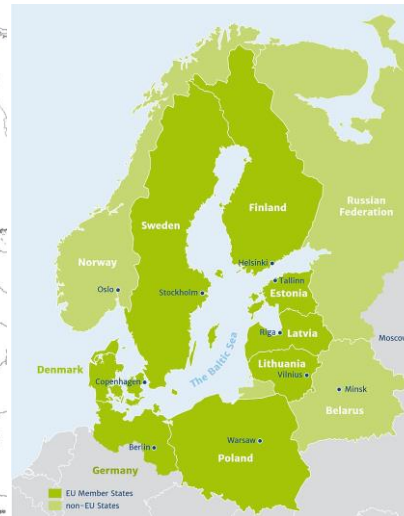 Finland
Sweden
Russian
Federation
Norway
Helsinki
Tallinn
Oslo
Stockholm
Estonia
Riga
Latvia
Moscow
The Baltic Sea
Denmark
Lithuania
Copenhagen
Vilnius
Minsk
Belarus
Warsaw
Berlin
Poland
Germany
EU Member States
non-EU States